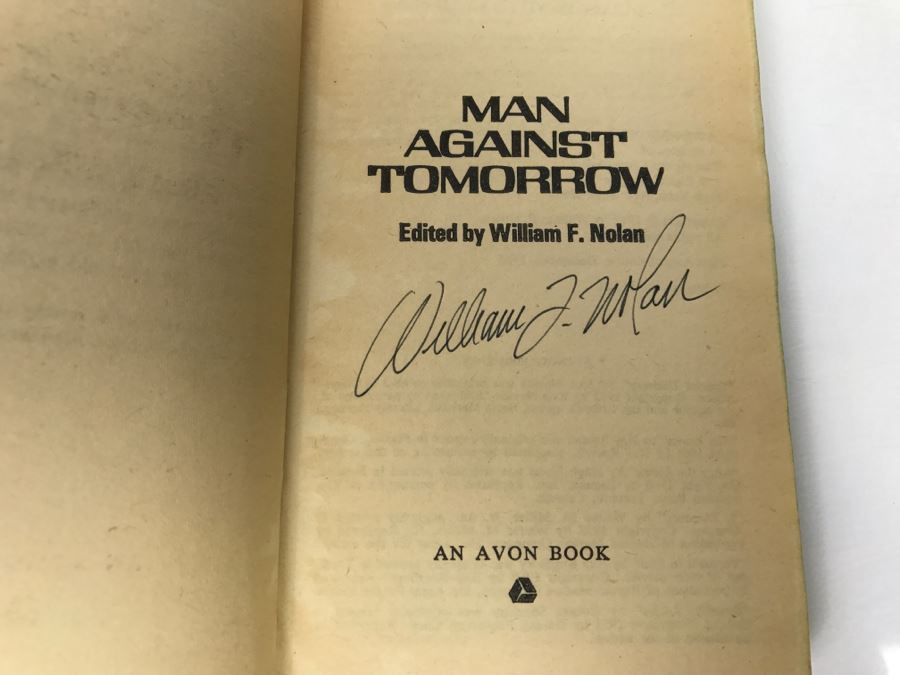 MAN
AGAINST
TOMORROW
Edited by William F. Nolan
William F. Nolan
AN AVON BOOK